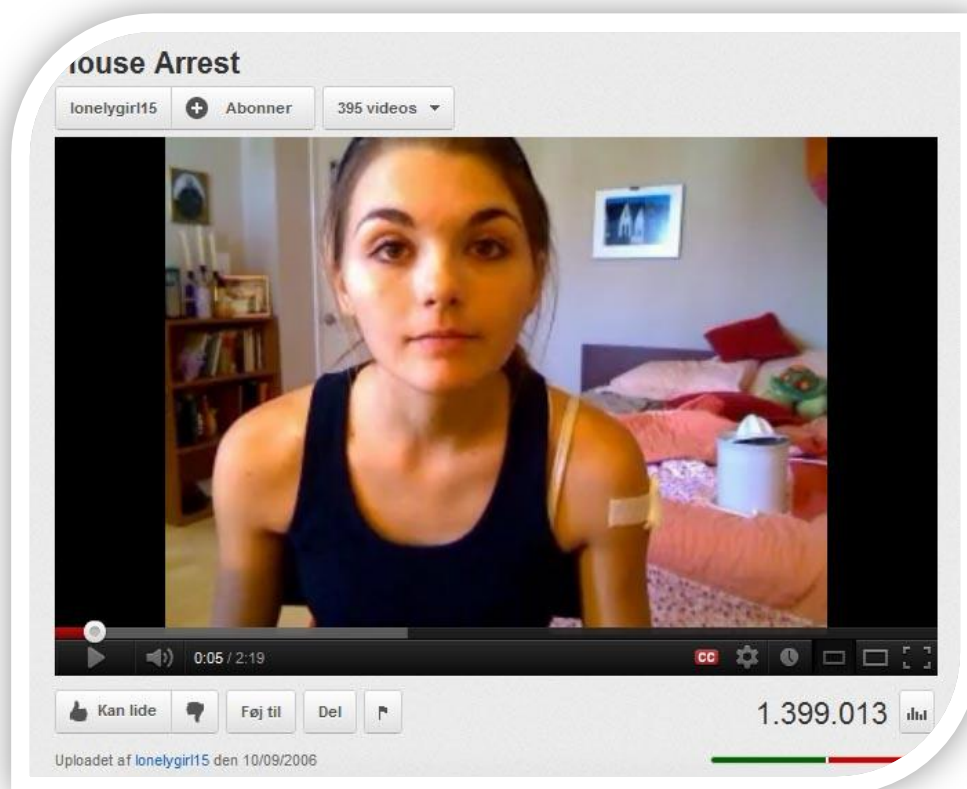 ouse Arrest
lonelygirl15 Abonner 395 videos
0:05 / 2:19 CC
Kan lide Føj til Del 1.399.013
Uploadet af lonelygirl15 den 10/09/2006